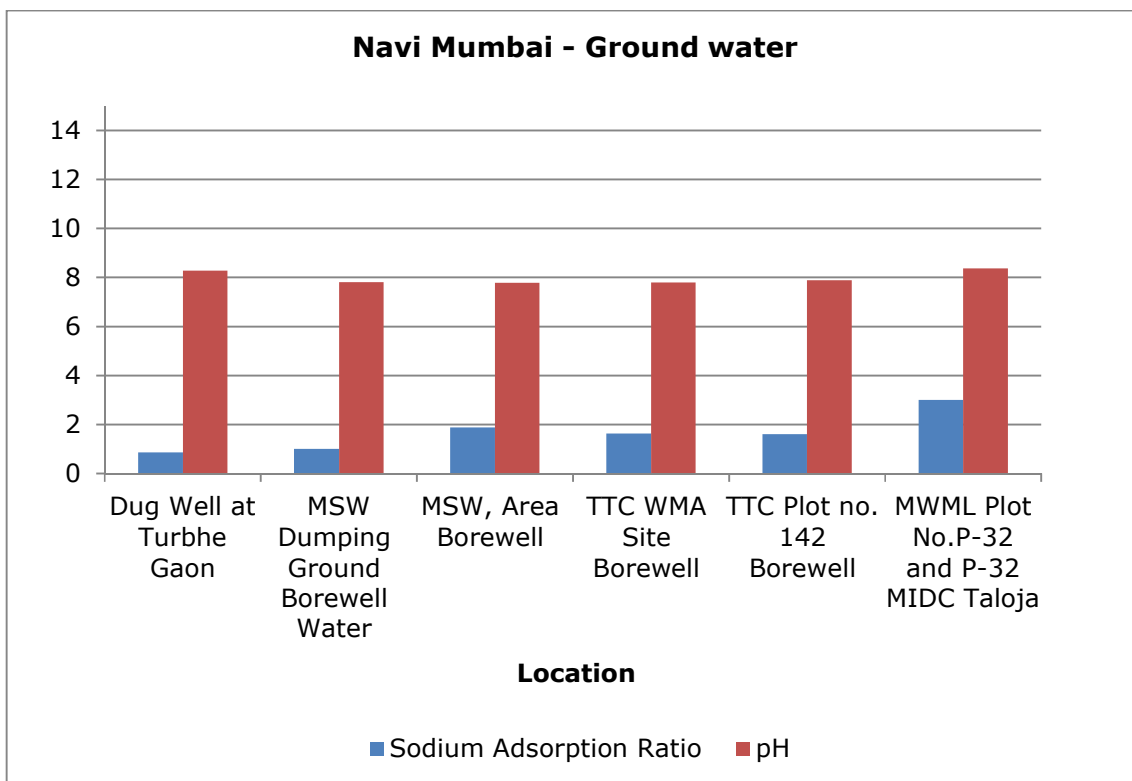 Navi Mumbai - Ground water
14
12
10
8
6
4
2
0
Dug Well at
Turbhe
Gaon
MSW
Dumping
Ground
Borewell
Water
MSW, Area
Borewell
TTC WMA
Site
Borewell
TTC Plot no.
142
Borewell
MWML Plot
No.P-32
and P-32
MIDC Taloja
Location
Sodium Adsorption Ratio
pH